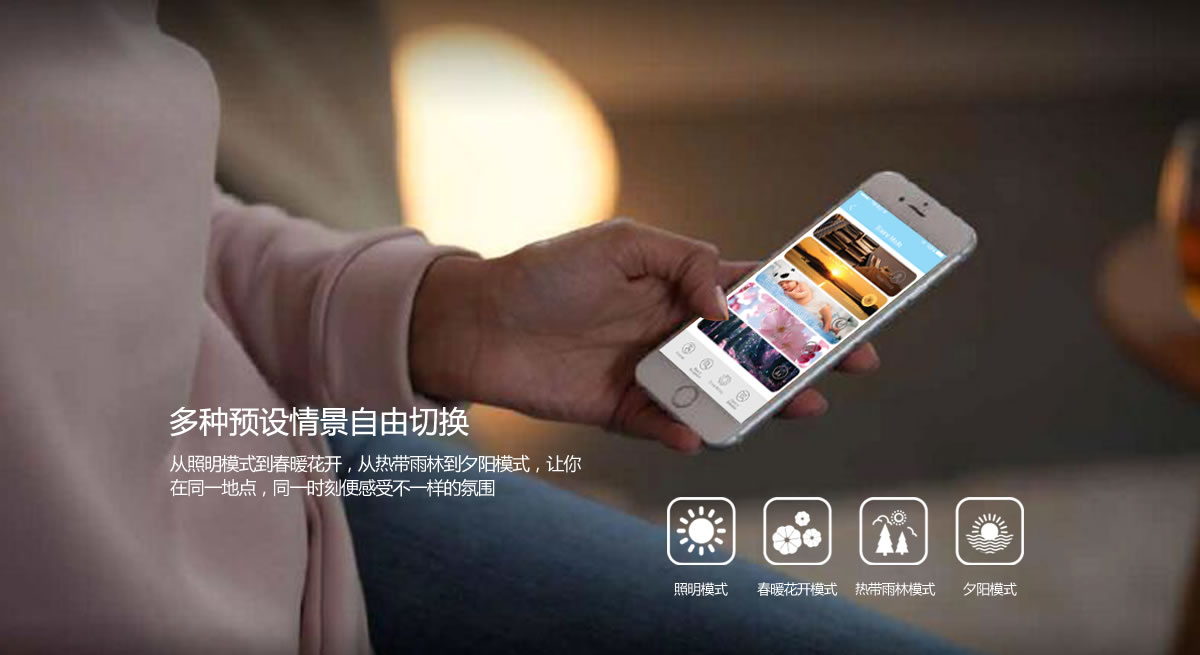 多种预设情景自由切换
从照明模式到春暖花开，从热带雨林到夕阳模式，让你
在同一地点，同一时刻便感受不一样的氛围
照明模式
春暖花开模式
热带雨林模式
夕阳模式